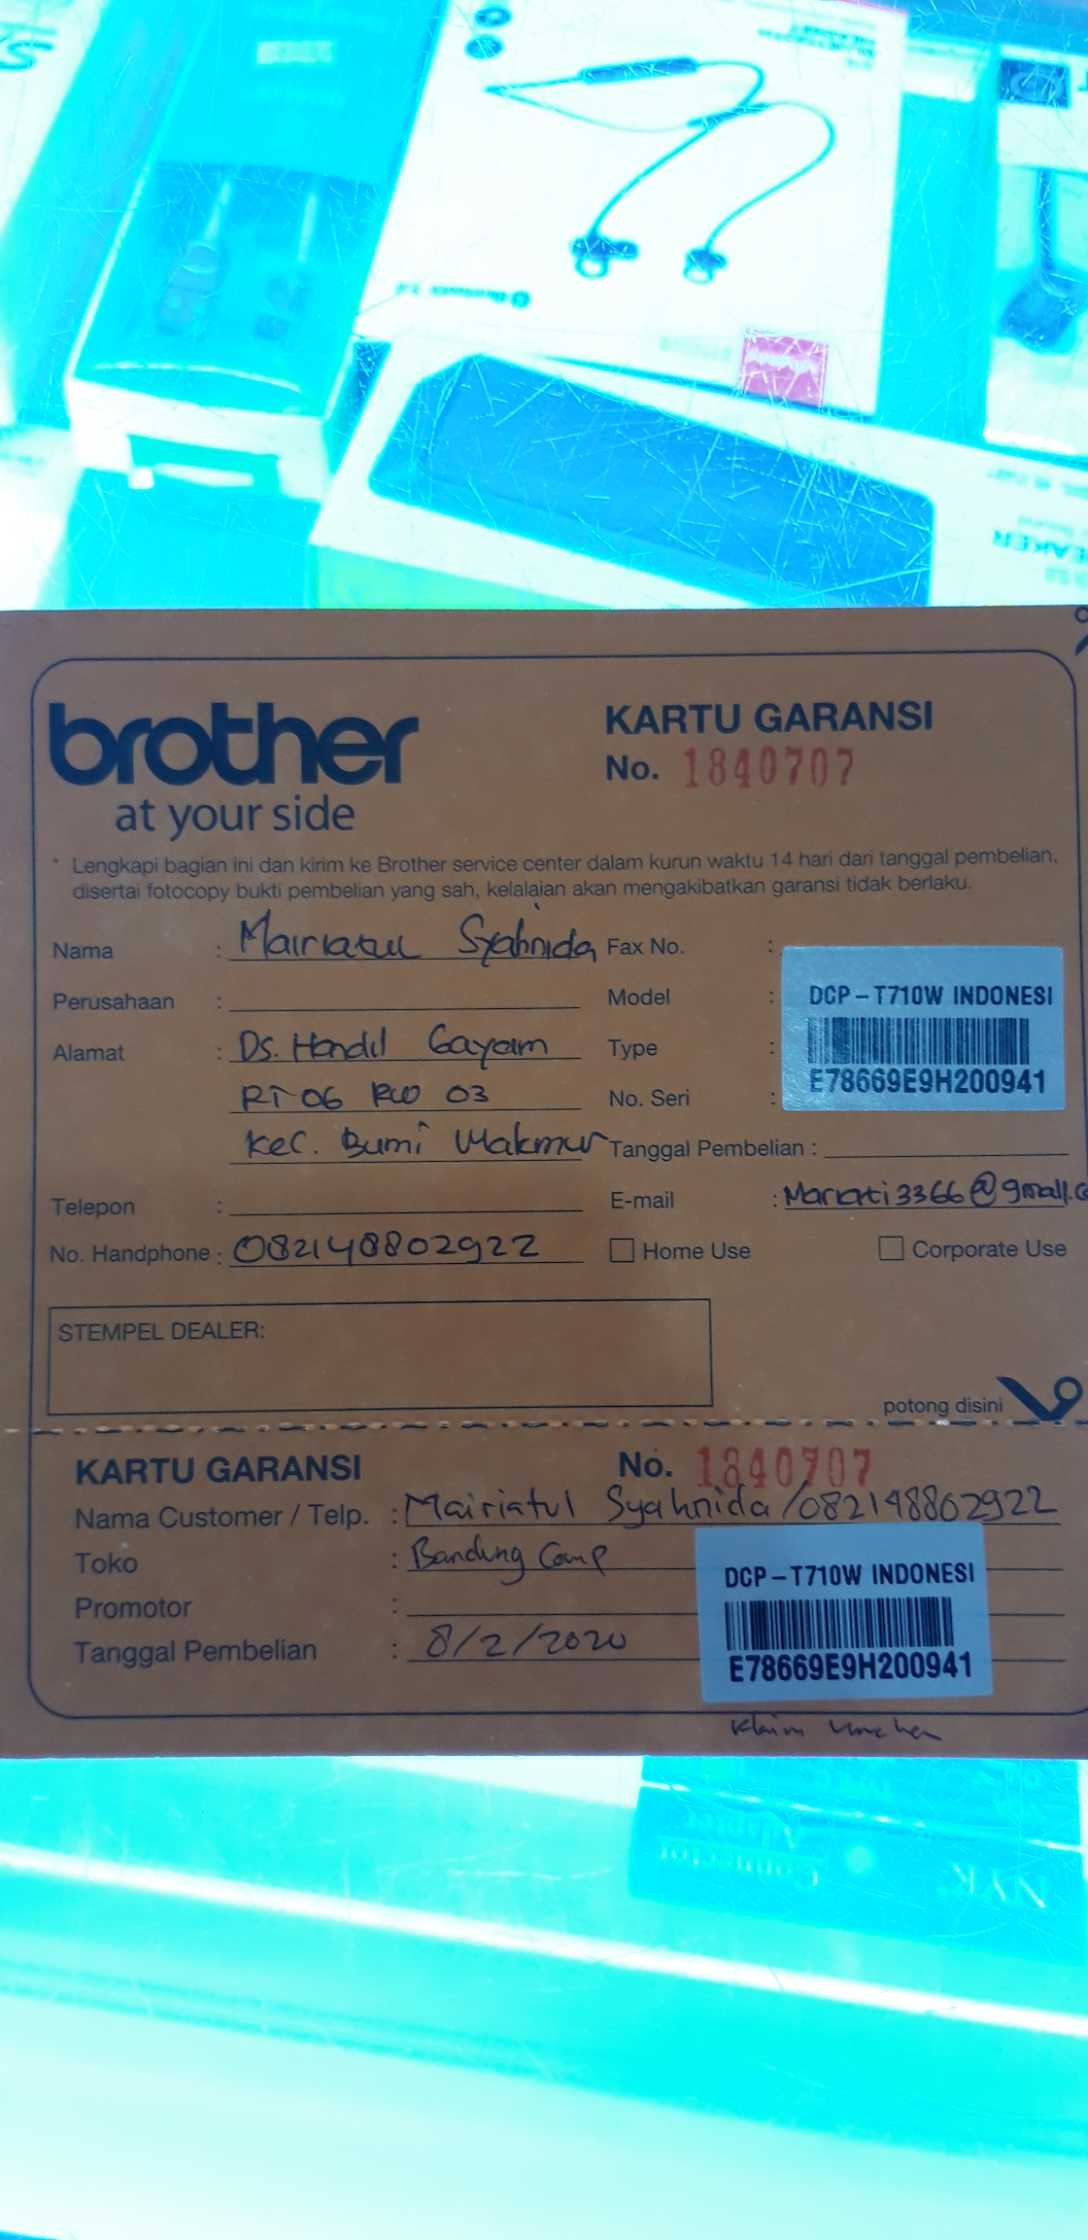 brother
at your side
KARTU GARANSI
No. 1840707
* Lengkapi bagian ini dan kirim ke Brother service center dalam kurun waktu 14 hari dari tanggal pembelian,
disertai fotocopy bukti pembelian yang sah, kelalaian akan mengakibatkan garansi tidak berlaku.
Nama : Mairiatul Syahnida
Fax No. :
Perusahaan :
Model :
DCP-T710W INDONESI
Alamat : Ds. Handil Gayam
Type :
RT 06 RW 03
No. Seri :
E78669E9H200941
Kec. Bumi Makmur
Tanggal Pembelian :
Telepon :
E-mail : Mariati3366@gmail.c
No. Handphone : 082148802922
Home Use
Corporate Use
STEMPEL DEALER:
potong disini
KARTU GARANSI
No. 1840707
Nama Customer / Telp. : Mairiatul Syahnida/082148802922
Toko : Bandung Comp
DCP-T710W INDONESI
Promotor :
Tanggal Pembelian : 8/2/2020
E78669E9H200941
Klaim Voucher